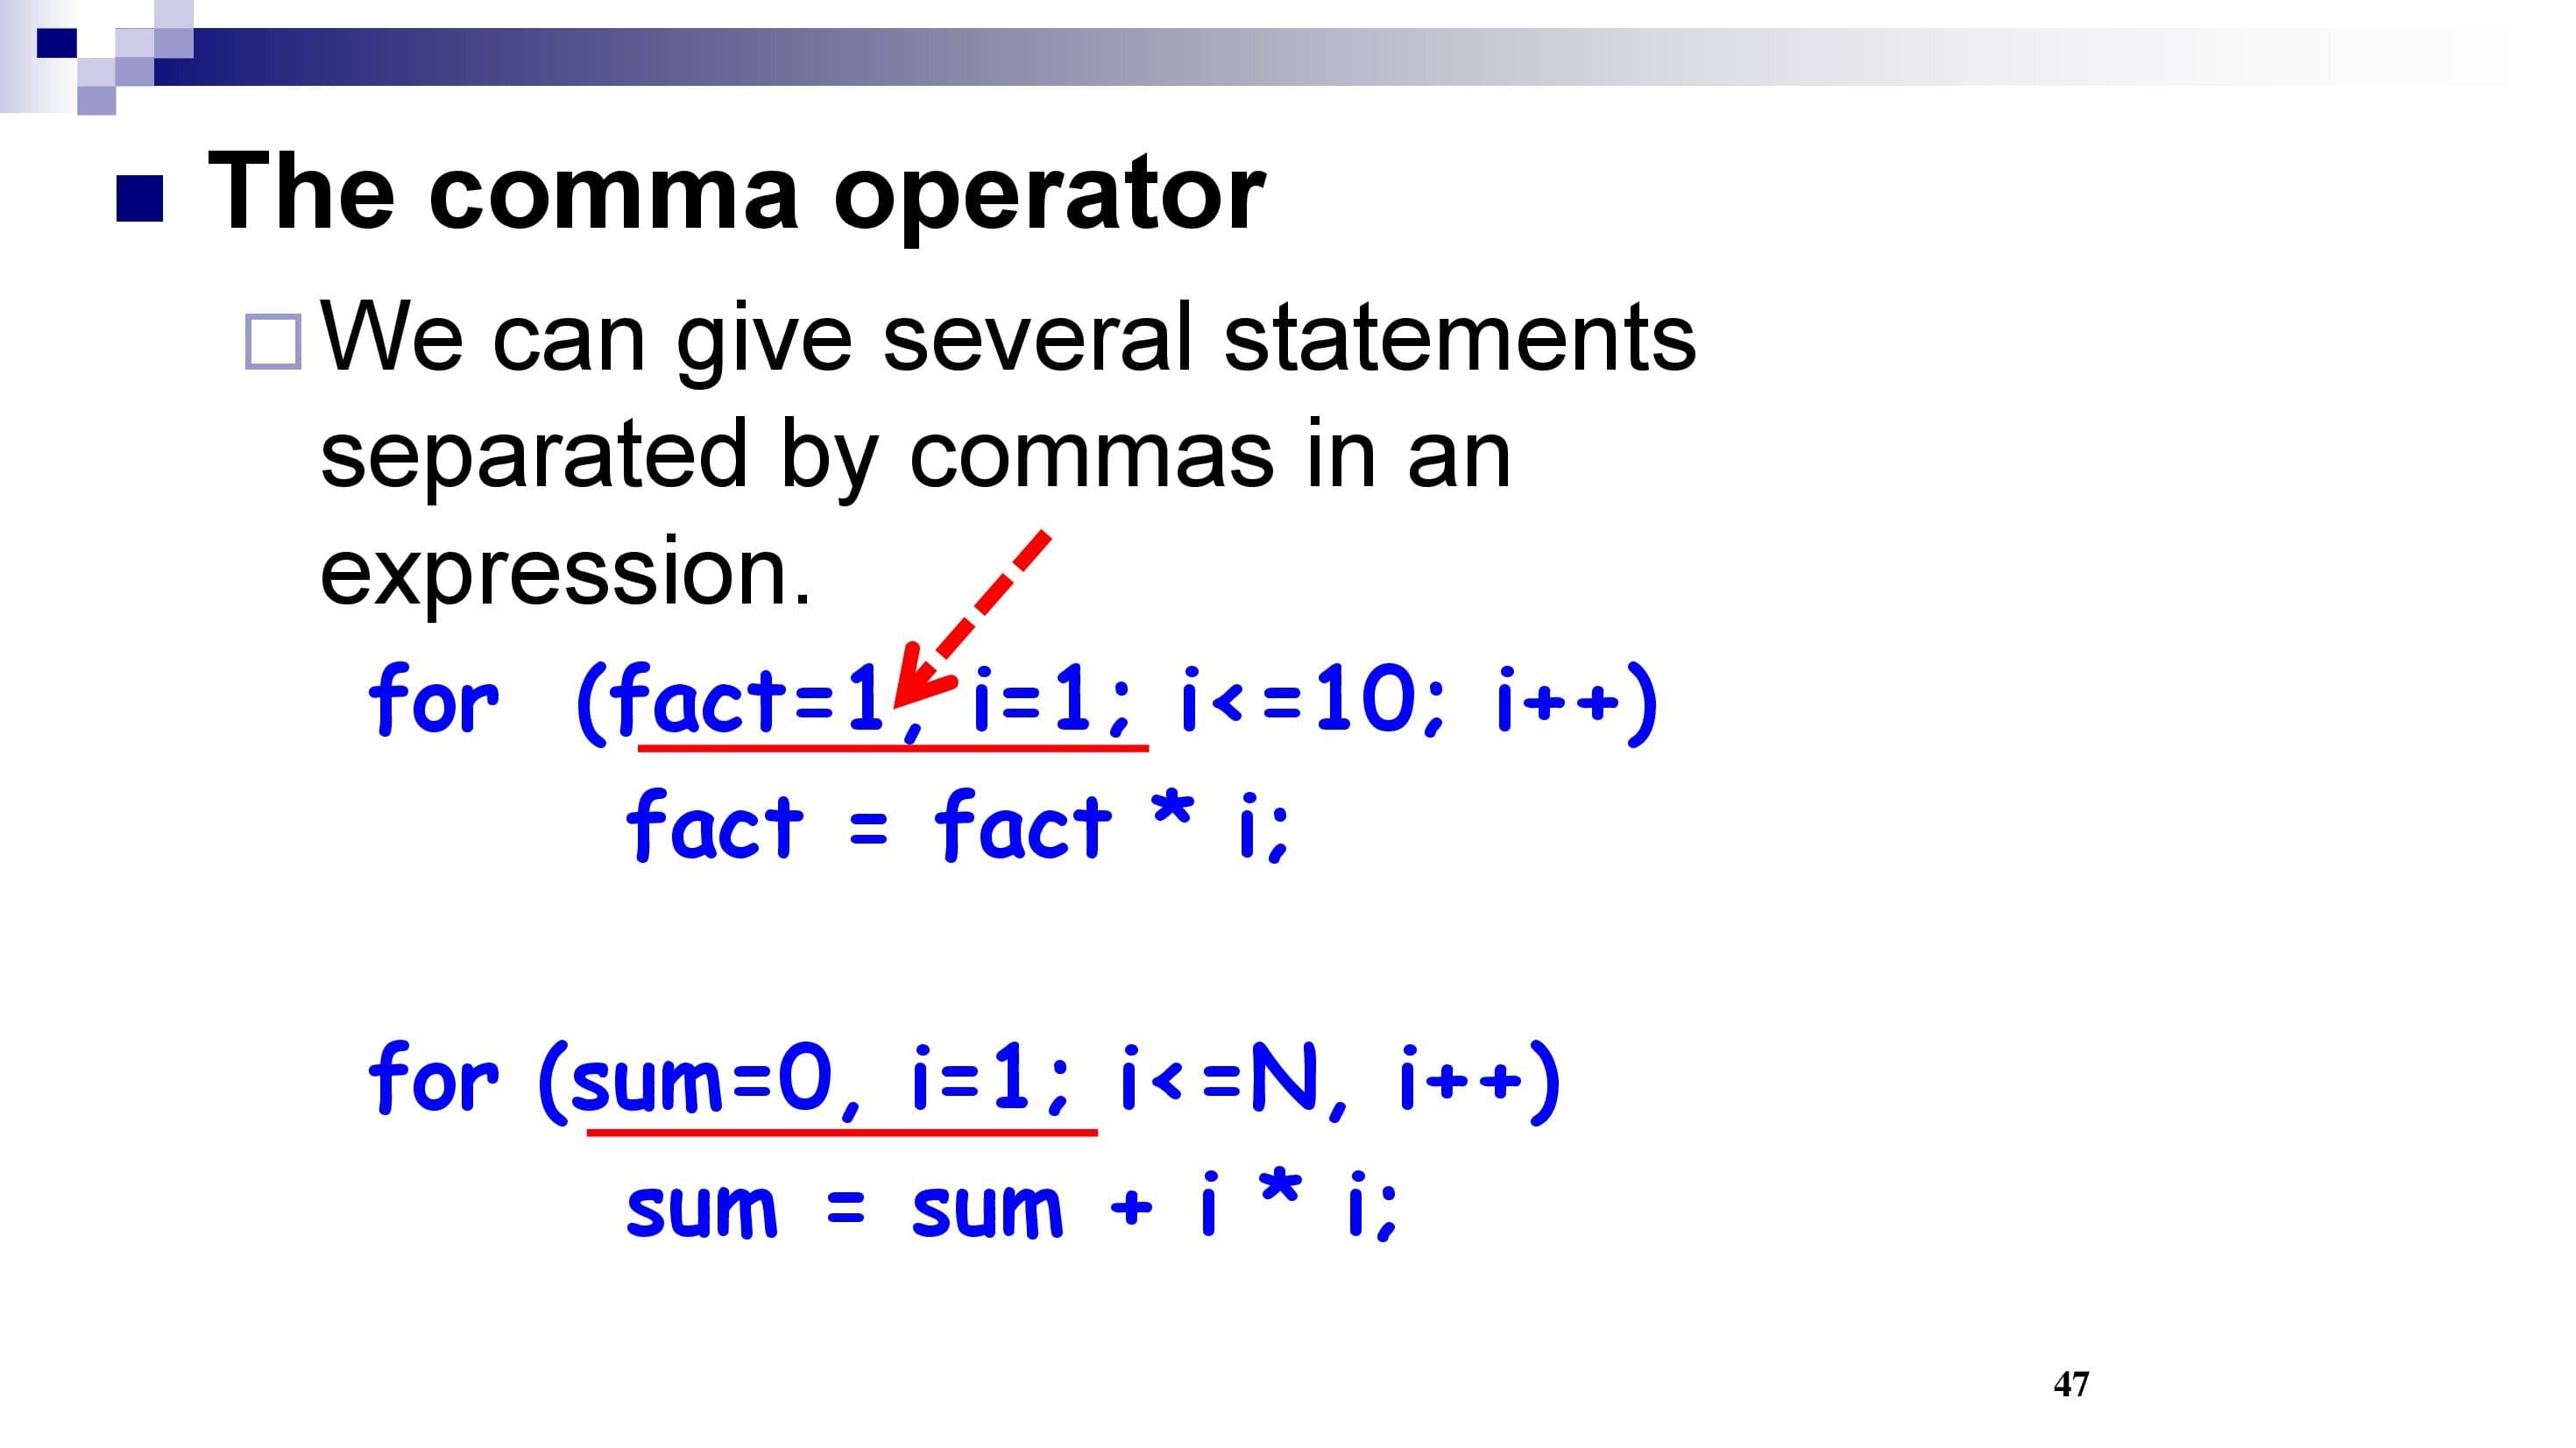 The comma operator
We can give several statements
separated by commas in an
expression.
for (fact=1, i=1; i<=10; i++)
fact = fact * i;
for (sum=0, i=1; i<=N, i++)
sum = sum + i * i;
47